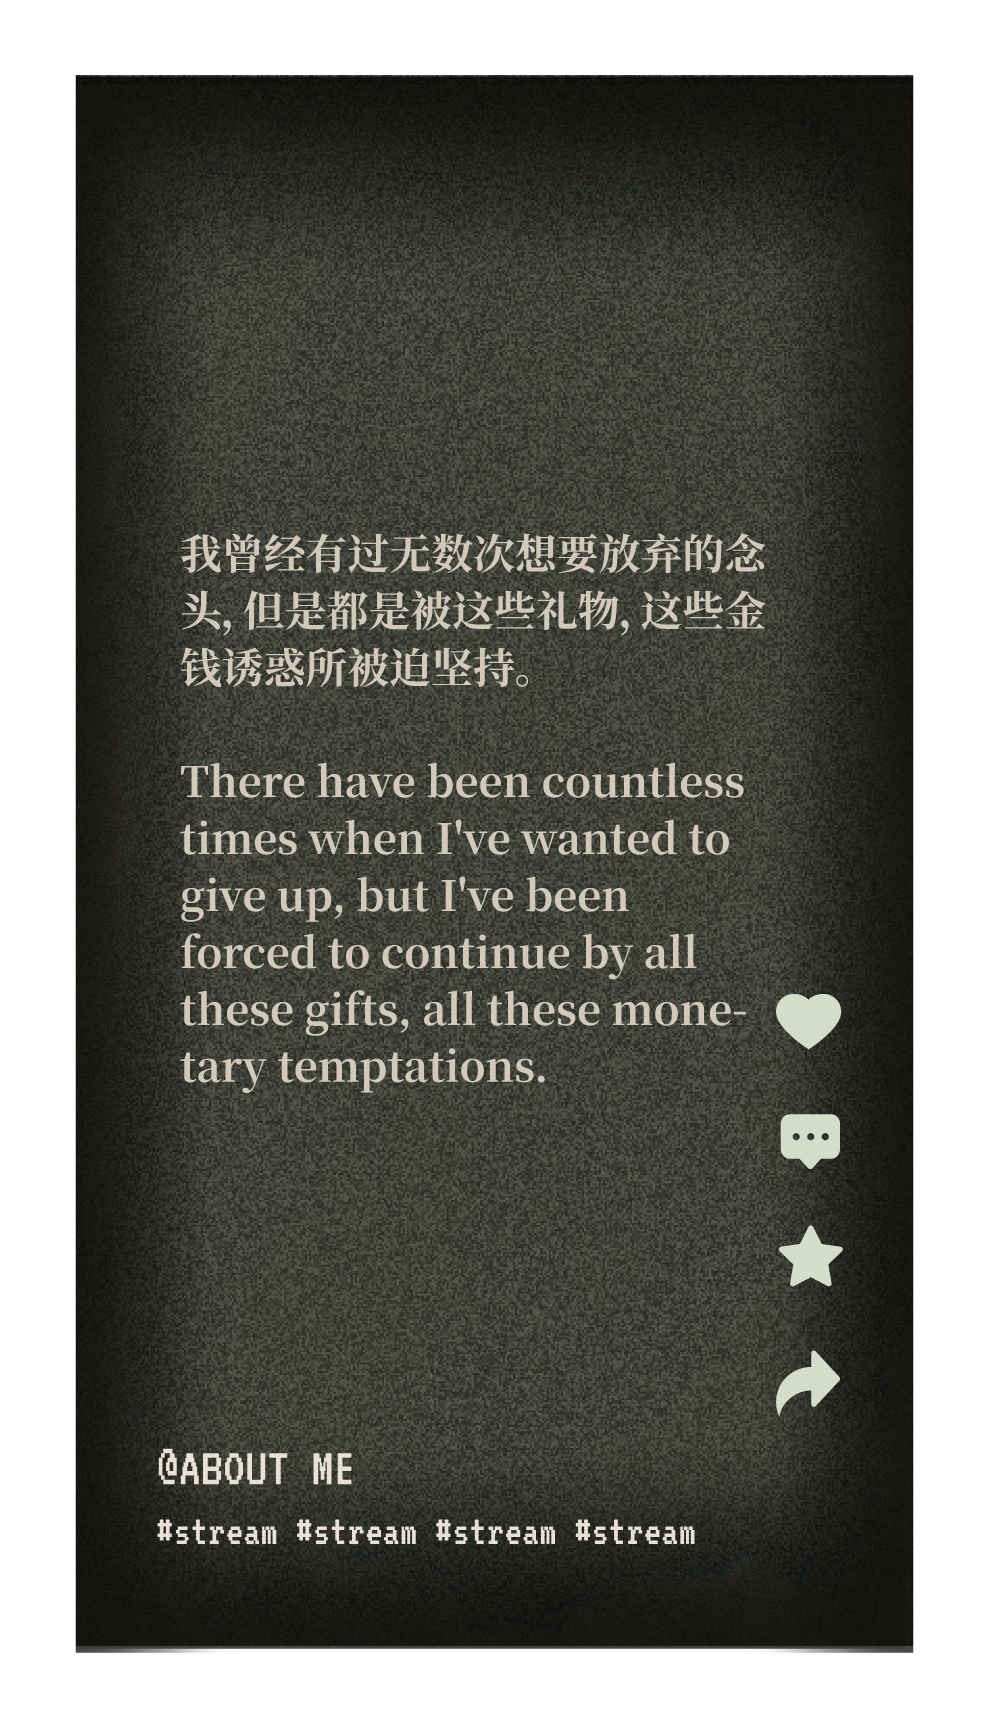 我曾经有过无数次想要放弃的念
头, 但是都是被这些礼物, 这些金
钱诱惑所被迫坚持。
There have been countless
times when I've wanted to
give up, but I've been
forced to continue by all
these gifts, all these mone-
tary temptations.
@ABOUT ME
#stream #stream #stream #stream